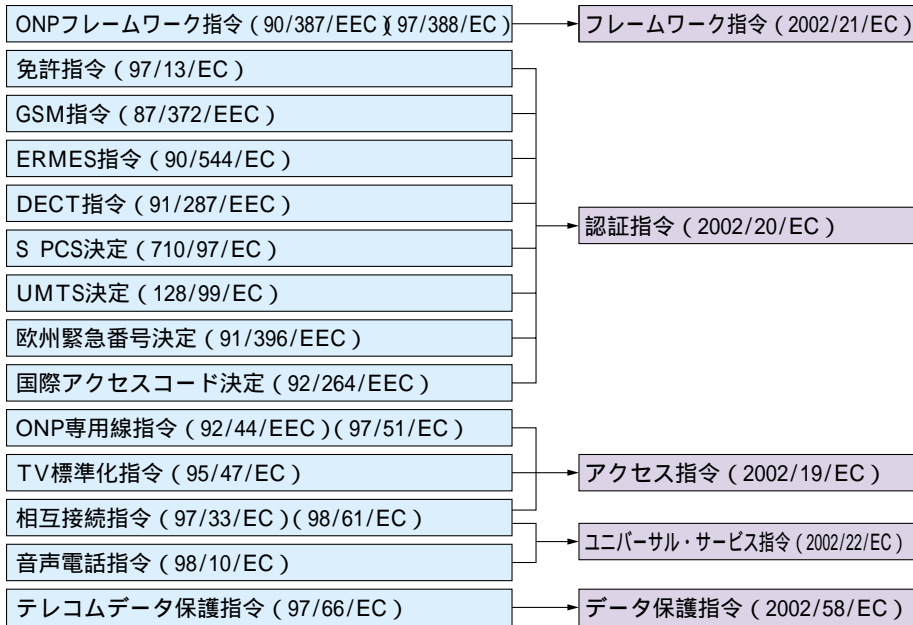 ONPフレームワーク指令（90/387/EEC）（97/388/EC）
フレームワーク指令（2002/21/EC）
免許指令（97/13/EC）
GSM指令（87/372/EEC）
ERMES指令（90/544/EC）
DECT指令（91/287/EEC）
認証指令（2002/20/EC）
S PCS決定（710/97/EC）
UMTS決定（128/99/EC）
欧州緊急番号決定（91/396/EEC）
国際アクセスコード決定（92/264/EEC）
ONP専用線指令（92/44/EEC）（97/51/EC）
TV標準化指令（95/47/EC）
アクセス指令（2002/19/EC）
相互接続指令（97/33/EC）（98/61/EC）
ユニバーサル・サービス指令（2002/22/EC）
音声電話指令（98/10/EC）
テレコムデータ保護指令（97/66/EC）
データ保護指令（2002/58/EC）